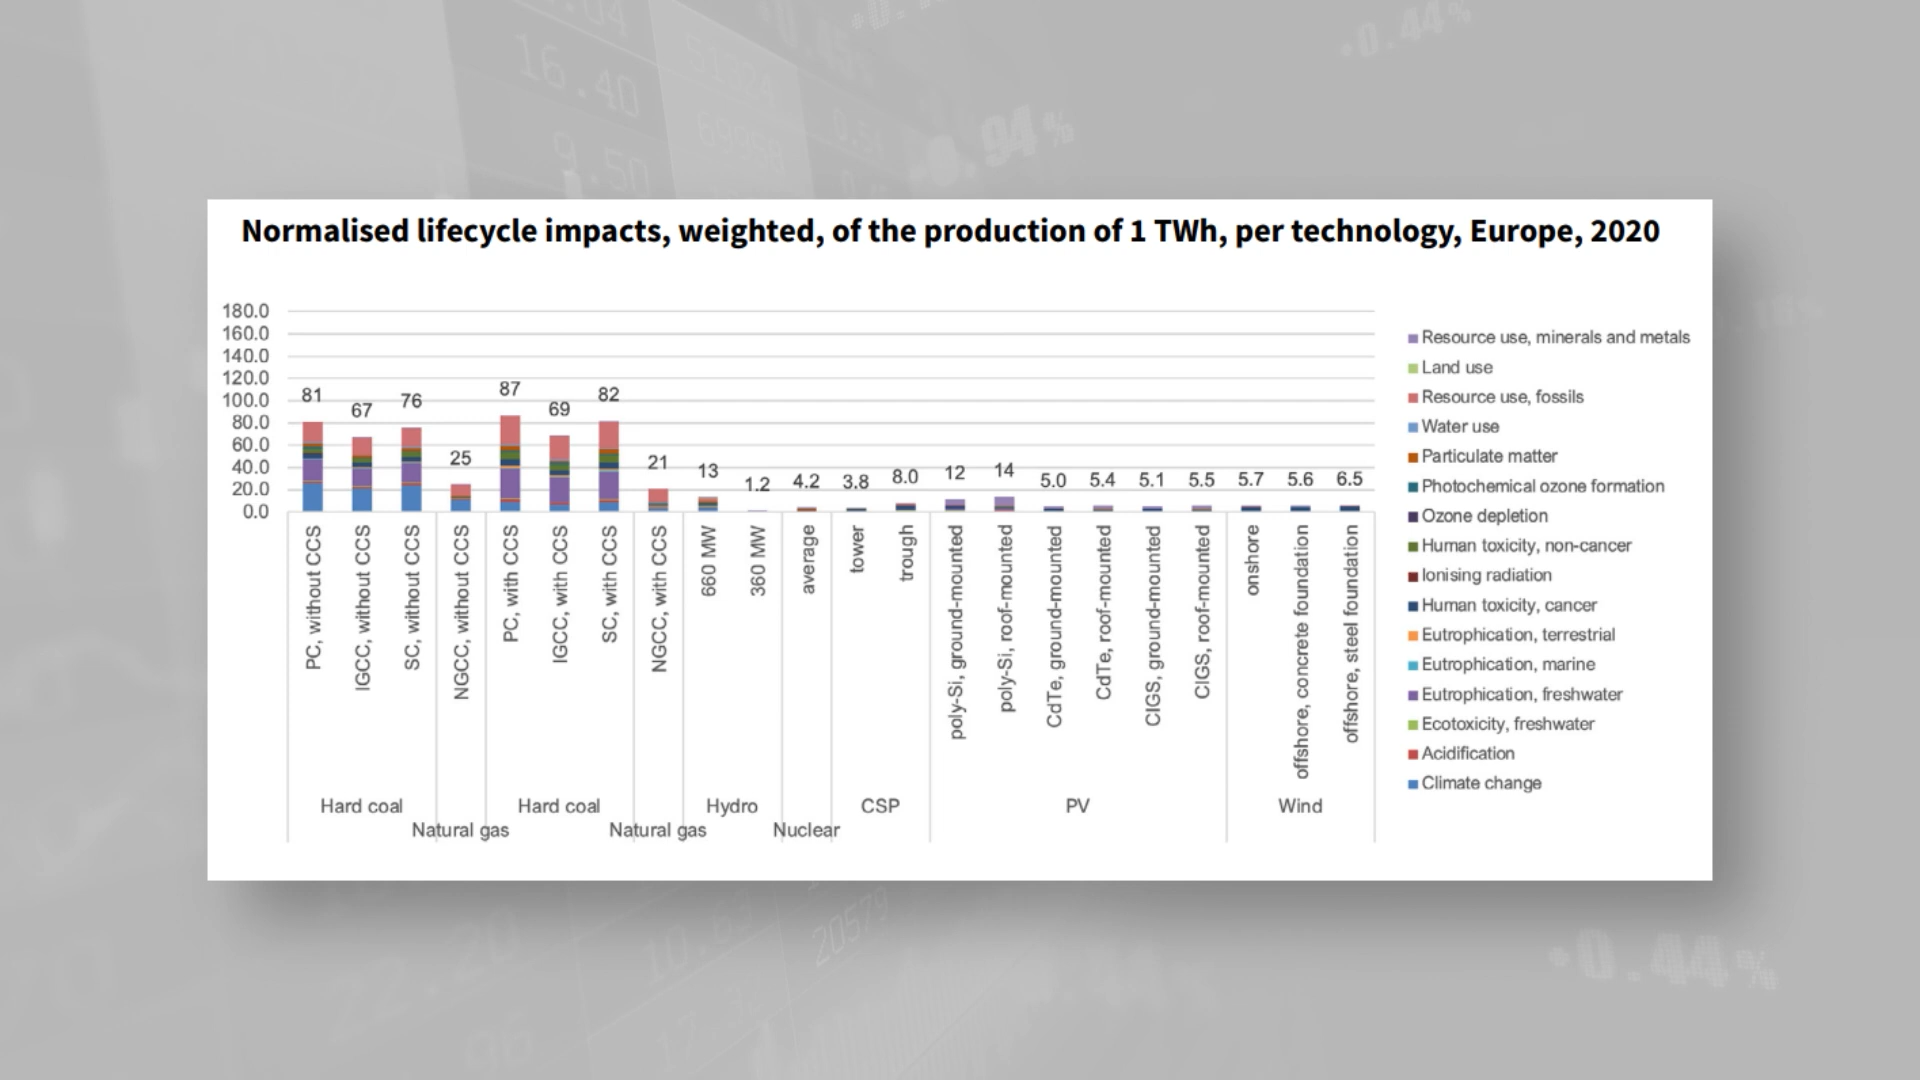 Normalised lifecycle impacts, weighted, of the production of 1 TWh, per technology, Europe, 2020
180.0
160.0
140.0
120.0
100.0
80.0
60.0
40.0
20.0
0.0
81
67
76
25
87
69
82
21
13
1.2
4.2
3.8
8.0
12
14
5.0
5.4
5.1
5.5
5.7
5.6
6.5
PC, without CCS
IGCC, without CCS
SC, without CCS
NGCC, without CCS
PC, with CCS
IGCC, with CCS
SC, with CCS
NGCC, with CCS
660 MW
360 MW
average
tower
trough
poly-Si, ground-mounted
poly-Si, roof-mounted
CdTe, ground-mounted
CdTe, roof-mounted
CIGS, ground-mounted
CIGS, roof-mounted
onshore
offshore, concrete foundation
offshore, steel foundation
Hard coal
Natural gas
Hard coal
Natural gas
Hydro
Nuclear
CSP
PV
Wind
Resource use, minerals and metals
Land use
Resource use, fossils
Water use
Particulate matter
Photochemical ozone formation
Ozone depletion
Human toxicity, non-cancer
Ionising radiation
Human toxicity, cancer
Eutrophication, terrestrial
Eutrophication, marine
Eutrophication, freshwater
Ecotoxicity, freshwater
Acidification
Climate change
16.40
9.50
22.20
10.63
20579